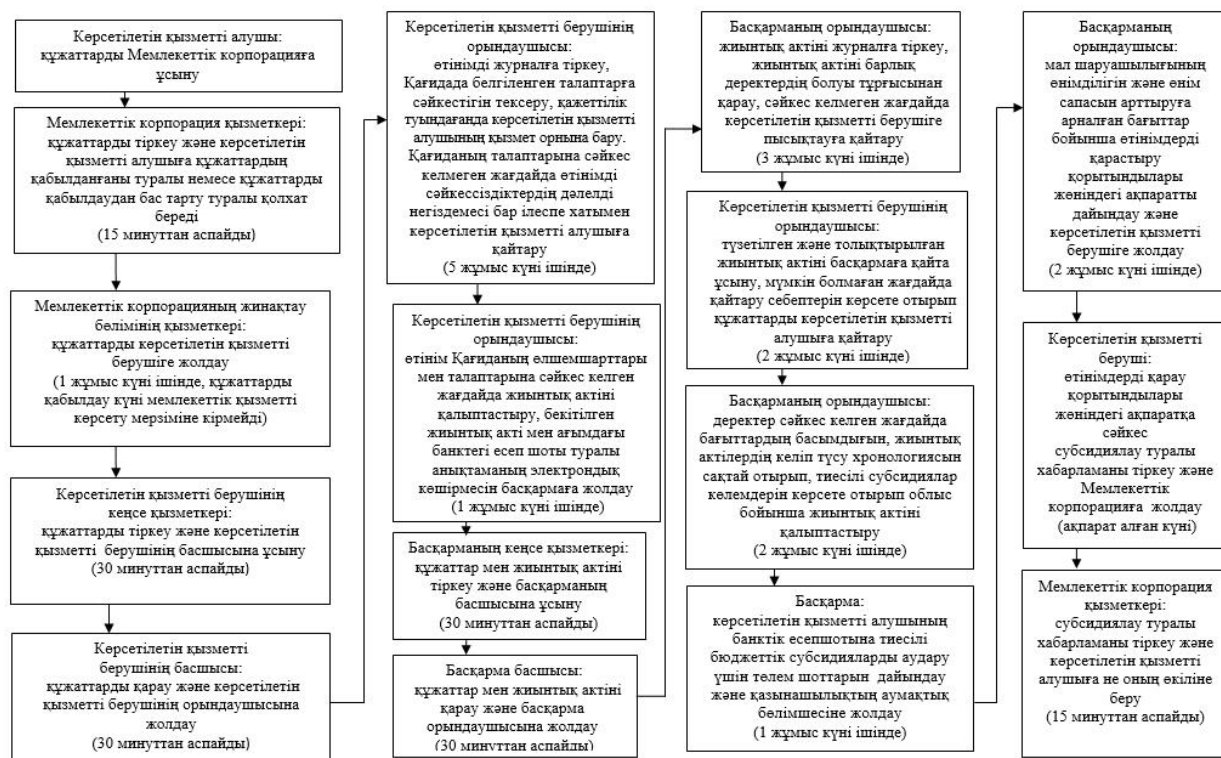 Көрсетілетін қызметті алушы:
құжаттарды Мемлекеттік корпорацияға
ұсыну
Мемлекеттік корпорация қызметкері:
құжаттарды тіркеу және көрсетілетін
қызметті алушыға құжаттардың
қабылданғаны туралы немесе құжаттарды
қабылдаудан бас тарту туралы қолхат
береді
(15 минуттан аспайды)
Мемлекеттік корпорацияның жинақтау
бөлімінің қызметкері:
құжаттарды көрсетілетін қызметті
берушіге жолдау
(1 жұмыс күні ішінде, құжаттарды
қабылдау күні мемлекеттік қызметті
көрсету мерзіміне кірмейді)
Көрсетілетін қызметті берушінің
кеңсе қызметкері:
құжаттарды тіркеу және көрсетілетін
қызметті берушінің басшысына ұсыну
(30 минуттан аспайды)
Көрсетілетін қызметті
берушінің басшысы:
құжаттарды қарау және көрсетілетін
қызметті берушінің орындаушысына
жолдау
(30 минуттан аспайды)
Көрсетілетін қызметті берушінің
орындаушысы:
өтінімді журналға тіркеу,
Қағидада белгіленген талаптарға
сәйкестігін тексеру, қажеттілік
туындағанда көрсетілетін қызметті
алушының қызмет орнына бару.
Қағиданың талаптарына сәйкес
келмеген жағдайда өтінімді
сәйкессіздіктердің дәлелді
негіздемесі бар ілеспе хатымен
көрсетілетін қызметті алушыға
қайтару
(5 жұмыс күні ішінде)
Көрсетілетін қызметті берушінің
орындаушысы:
өтінім Қағиданың өлшемшарттары
мен талаптарына сәйкес келген
жағдайда жиынтық актіні
қалыптастыру, бекітілген
жиынтық акті мен ағымдағы
банктегі есеп шоты туралы
анықтаманың электрондық
көшірмесін басқармаға жолдау
(1 жұмыс күні ішінде)
Басқарманың кеңсе қызметкері:
құжаттар мен жиынтық актіні
тіркеу және басқарманың
басшысына ұсыну
(30 минуттан аспайды)
Басқарма басшысы:
құжаттар мен жиынтық актіні
қарау және басқарма
орындаушысына жолдау
(30 минуттан аспайды)
Басқарманың орындаушысы:
жиынтық актіні журналға тіркеу,
жиынтық актіні барлық
деректердің болуы тұрғысынан
қарау, сәйкес келмеген жағдайда
көрсетілетін қызметті берушіге
пысықтауға қайтару
(3 жұмыс күні ішінде)
Көрсетілетін қызметті берушінің
орындаушысы:
түзетілген және толықтырылған
жиынтық актіні басқармаға қайта
ұсыну, мүмкін болмаған жағдайда
қайтару себептерін көрсете отырып
құжаттарды көрсетілетін қызметті
алушыға қайтару
(2 жұмыс күні ішінде)
Басқарманың орындаушысы:
деректер сәйкес келген жағдайда
бағыттардың басымдығын, жиынтық
актілердің келіп түсу хронологиясын
сақтай отырып, тиесілі субсидиялар
көлемдерін көрсете отырып облыс
бойынша жиынтық актіні
қалыптастыру
(2 жұмыс күні ішінде)
Басқарма:
көрсетілетін қызметті алушының
банктік есепшотына тиесілі
бюджеттік субсидияларды аудару
үшін төлем шоттарын дайындау
және қазынашылықтың аумақтық
бөлімшесіне жолдау
(1 жұмыс күні ішінде)
Басқарманың
орындаушысы:
мал шаруашылығының
өнімділігін және өнім
сапасын арттыруға
арналған бағыттар
бойынша өтінімдерді
қарастыру
қорытындылары
жөніндегі ақпаратты
дайындау және
көрсетілетін қызметті
берушіге жолдау
(2 жұмыс күні ішінде)
Көрсетілетін қызметті
беруші:
өтінімдерді қарау
қорытындылары
жөніндегі ақпаратқа
сәйкес
субсидиялау туралы
хабарламаны тіркеу және
Мемлекеттік
корпорацияға жолдау
(ақпарат алған күні)
Мемлекеттік корпорация
қызметкері:
субсидиялау туралы
хабарламаны тіркеу және
көрсетілетін қызметті
алушыға не оның өкіліне
беру
(15 минуттан аспайды)